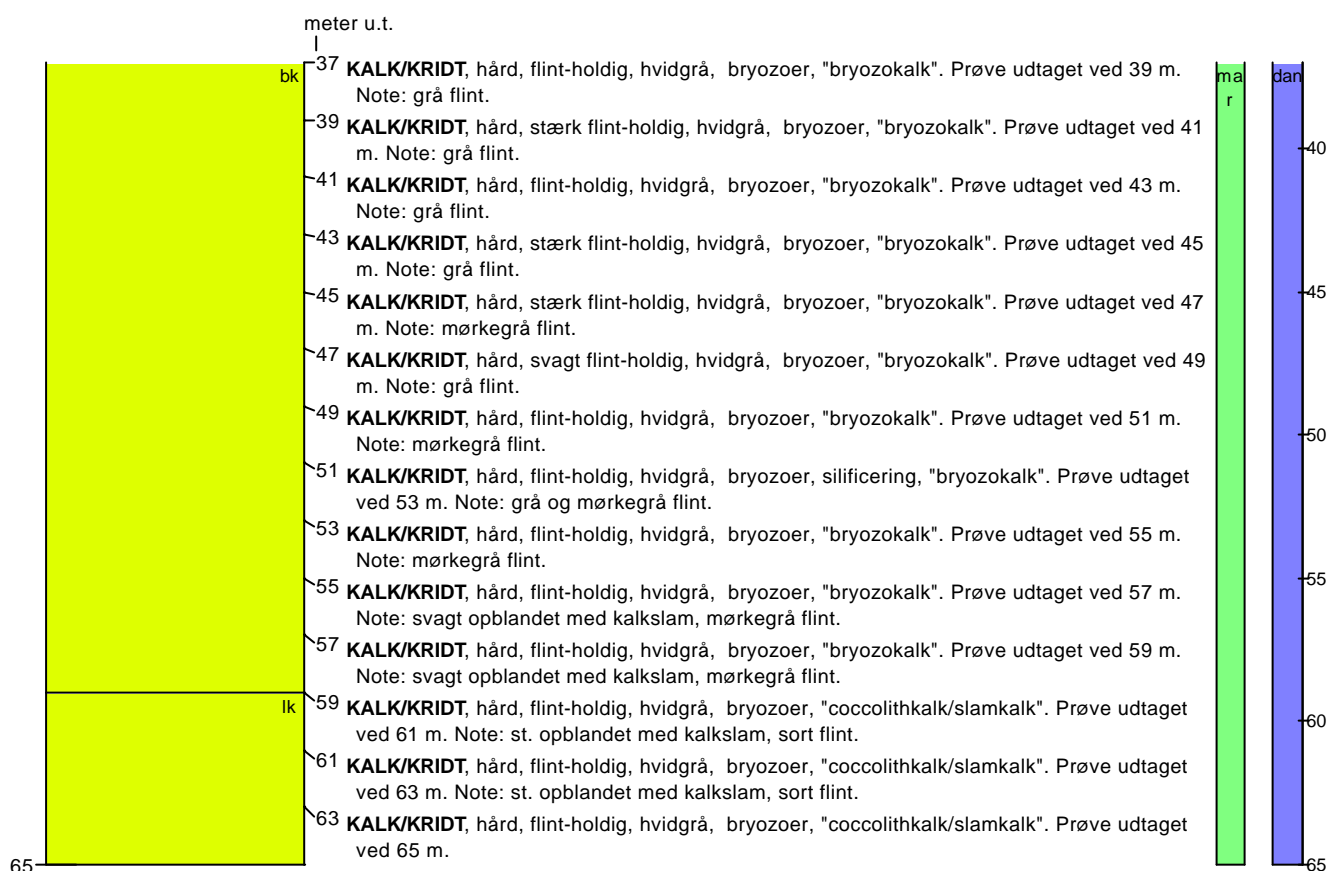 meter u.t.
bk
37 KALK/KRIDT, hård, flint-holdig, hvidgrå, bryozoer, "bryozokalk". Prøve udtaget ved 39 m.
Note: grå flint.
39 KALK/KRIDT, hård, stærk flint-holdig, hvidgrå, bryozoer, "bryozokalk". Prøve udtaget ved 41
m. Note: grå flint.
41 KALK/KRIDT, hård, flint-holdig, hvidgrå, bryozoer, "bryozokalk". Prøve udtaget ved 43 m.
Note: grå flint.
43 KALK/KRIDT, hård, stærk flint-holdig, hvidgrå, bryozoer, "bryozokalk". Prøve udtaget ved 45
m. Note: grå flint.
45 KALK/KRIDT, hård, stærk flint-holdig, hvidgrå, bryozoer, "bryozokalk". Prøve udtaget ved 47
m. Note: mørkegrå flint.
47 KALK/KRIDT, hård, svagt flint-holdig, hvidgrå, bryozoer, "bryozokalk". Prøve udtaget ved 49
m. Note: grå flint.
49 KALK/KRIDT, hård, flint-holdig, hvidgrå, bryozoer, "bryozokalk". Prøve udtaget ved 51 m.
Note: mørkegrå flint.
51 KALK/KRIDT, hård, flint-holdig, hvidgrå, bryozoer, silificering, "bryozokalk". Prøve udtaget
ved 53 m. Note: grå og mørkegrå flint.
53 KALK/KRIDT, hård, flint-holdig, hvidgrå, bryozoer, "bryozokalk". Prøve udtaget ved 55 m.
Note: mørkegrå flint.
55 KALK/KRIDT, hård, flint-holdig, hvidgrå, bryozoer, "bryozokalk". Prøve udtaget ved 57 m.
Note: svagt opblandet med kalkslam, mørkegrå flint.
57 KALK/KRIDT, hård, flint-holdig, hvidgrå, bryozoer, "bryozokalk". Prøve udtaget ved 59 m.
Note: svagt opblandet med kalkslam, mørkegrå flint.
lk
59 KALK/KRIDT, hård, flint-holdig, hvidgrå, bryozoer, "coccolithkalk/slamkalk". Prøve udtaget
ved 61 m. Note: st. opblandet med kalkslam, sort flint.
61 KALK/KRIDT, hård, flint-holdig, hvidgrå, bryozoer, "coccolithkalk/slamkalk". Prøve udtaget
ved 63 m. Note: st. opblandet med kalkslam, sort flint.
63 KALK/KRIDT, hård, flint-holdig, hvidgrå, bryozoer, "coccolithkalk/slamkalk". Prøve udtaget
ved 65 m.
65
ma
r
dan
40
45
50
55
60
65